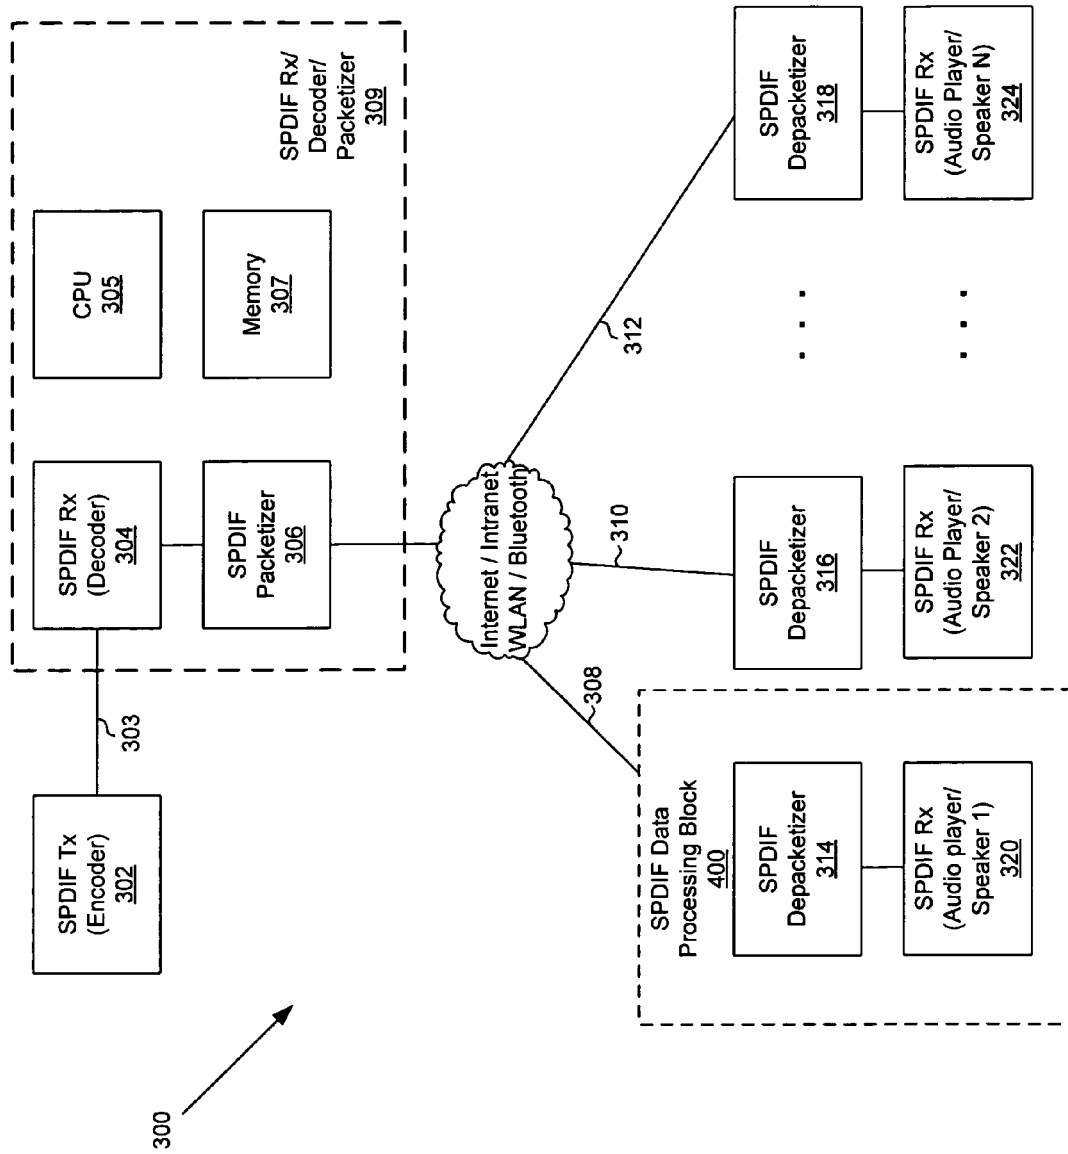 300
SPDIF Tx
(Encoder)
302
303
SPDIF Rx
(Decoder)
304
CPU
305
SPDIF
Packetizer
306
Memory
307
SPDIF Rx/
Decoder/
Packetizer
309
Internet / Intranet
WLAN / Bluetooth
308
310
312
SPDIF Data
Processing Block
400
SPDIF
Depacketizer
314
SPDIF
Depacketizer
316
SPDIF
Depacketizer
318
SPDIF Rx
(Audio player/
Speaker 1)
320
SPDIF Rx
(Audio Player/
Speaker 2)
322
SPDIF Rx
(Audio Player/
Speaker N)
324